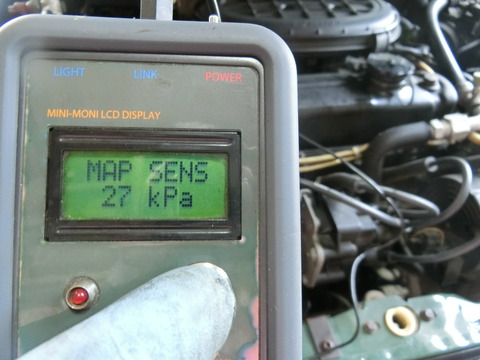 LIGHT LINK POWER
MINI-MONI LCD DISPLAY
MAP SENS
27 kPa